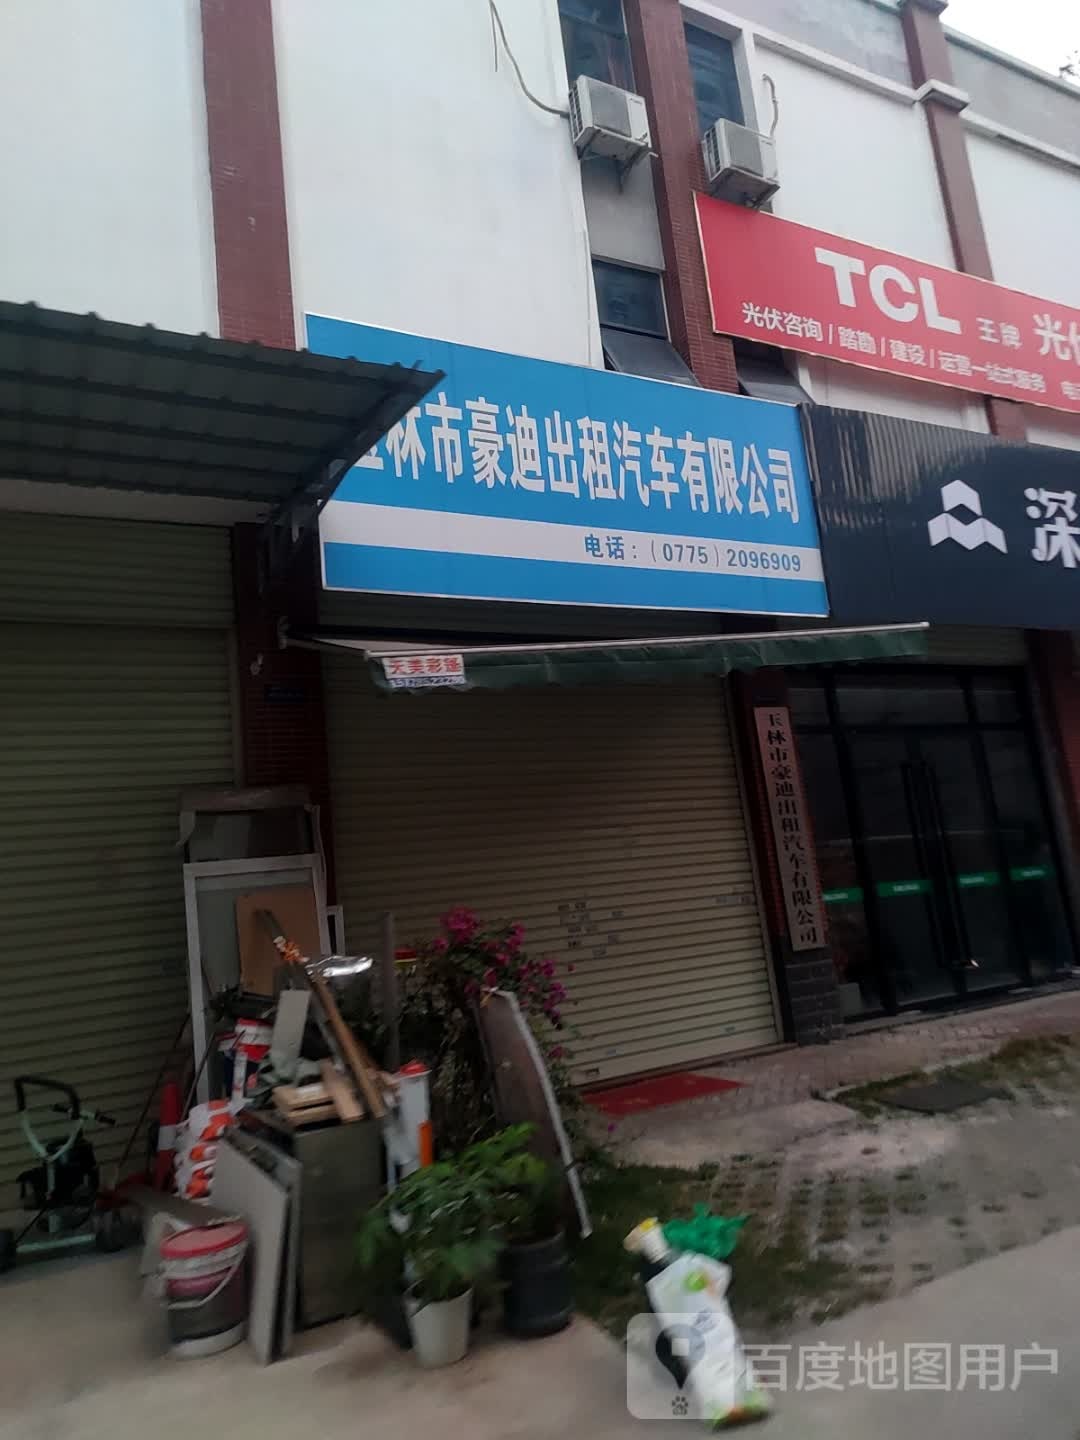 TCL 王牌 光伏
光伏咨询 / 踏勘 / 建设 / 运营一站式服务 电
玉林市豪迪出租汽车有限公司
电话：(0775) 2096909
深
天美彩篷
玉林市豪迪出租汽车有限公司
百度地图用户